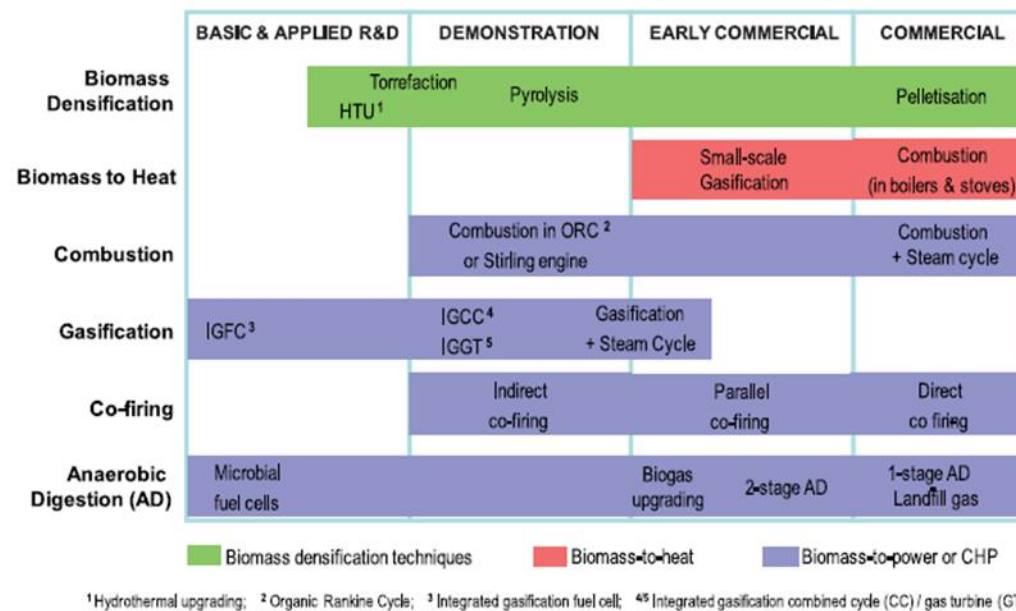 BASIC & APPLIED R&D DEMONSTRATION EARLY COMMERCIAL COMMERCIAL
Biomass
Densification
Torrefaction
HTU¹
Pyrolysis
Pelletisation
Biomass to Heat
Small-scale
Gasification
Combustion
(in boilers & stoves)
Combustion
Combustion in ORC ²
or Stirling engine
Combustion
+ Steam cycle
Gasification
IGFC ³
IGCC⁴
IGGT ⁵
Gasification
+ Steam Cycle
Co-firing
Indirect
co-firing
Parallel
co-firing
Direct
co firing
Anaerobic
Digestion (AD)
Microbial
fuel cells
Biogas
upgrading
2-stage AD
1-stage AD
Landfill gas
Biomass densification techniques
Biomass-to-heat
Biomass-to-power or CHP
¹ Hydrothermal upgrading; ² Organic Rankine Cycle; ³ Integrated gasification fuel cell; ⁴/⁵ Integrated gasification combined cycle (CC) / gas turbine (GT